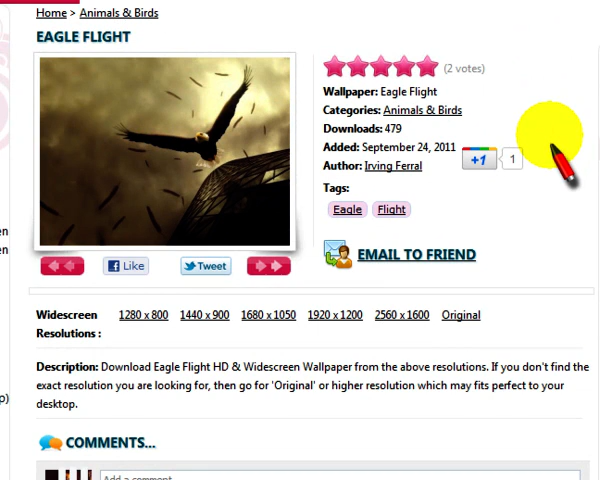 Home > Animals & Birds
EAGLE FLIGHT
(2 votes)
Wallpaper: Eagle Flight
Categories: Animals & Birds
Downloads: 479
Added: September 24, 2011
+1 1
Author: Irving Ferral
Tags:
Eagle Flight
Like Tweet
EMAIL TO FRIEND
Widescreen Resolutions : 1280 x 800 1440 x 900 1680 x 1050 1920 x 1200 2560 x 1600 Original
Description: Download Eagle Flight HD & Widescreen Wallpaper from the above resolutions. If you don't find the
exact resolution you are looking for, then go for 'Original' or higher resolution which may fits perfect to your
desktop.
COMMENTS...
Add a comment